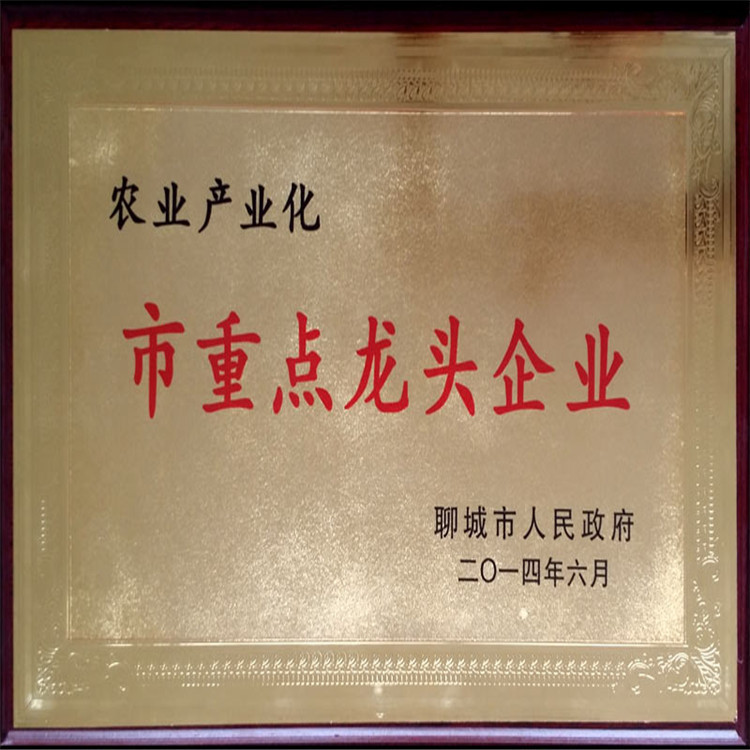 农业产业化
市重点龙头企业
聊城市人民政府
二〇一四年六月